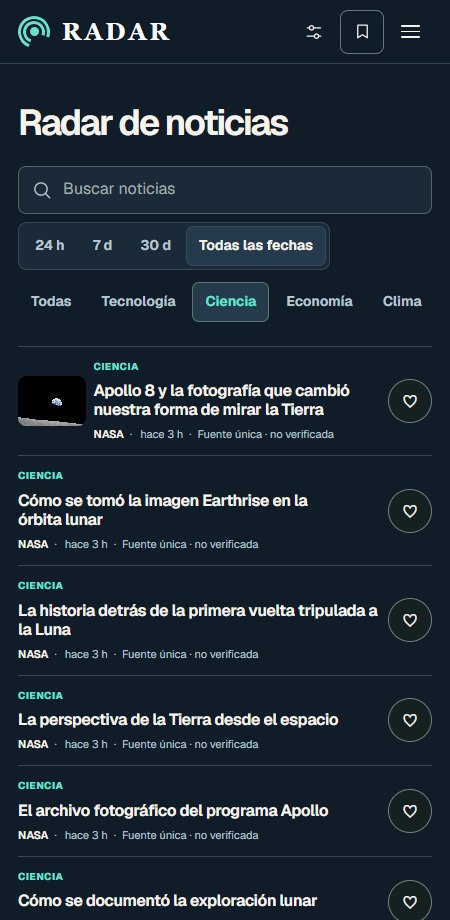 RADAR
Radar de noticias
Buscar noticias
24 h 7 d 30 d Todas las fechas
Todas Tecnología Ciencia Economía Clima
CIENCIA
Apollo 8 y la fotografía que cambió
nuestra forma de mirar la Tierra
NASA · hace 3 h · Fuente única · no verificada
CIENCIA
Cómo se tomó la imagen Earthrise en la
órbita lunar
NASA · hace 3 h · Fuente única · no verificada
CIENCIA
La historia detrás de la primera vuelta tripulada a
la Luna
NASA · hace 3 h · Fuente única · no verificada
CIENCIA
La perspectiva de la Tierra desde el espacio
NASA · hace 3 h · Fuente única · no verificada
CIENCIA
El archivo fotográfico del programa Apollo
NASA · hace 3 h · Fuente única · no verificada
CIENCIA
Cómo se documentó la exploración lunar